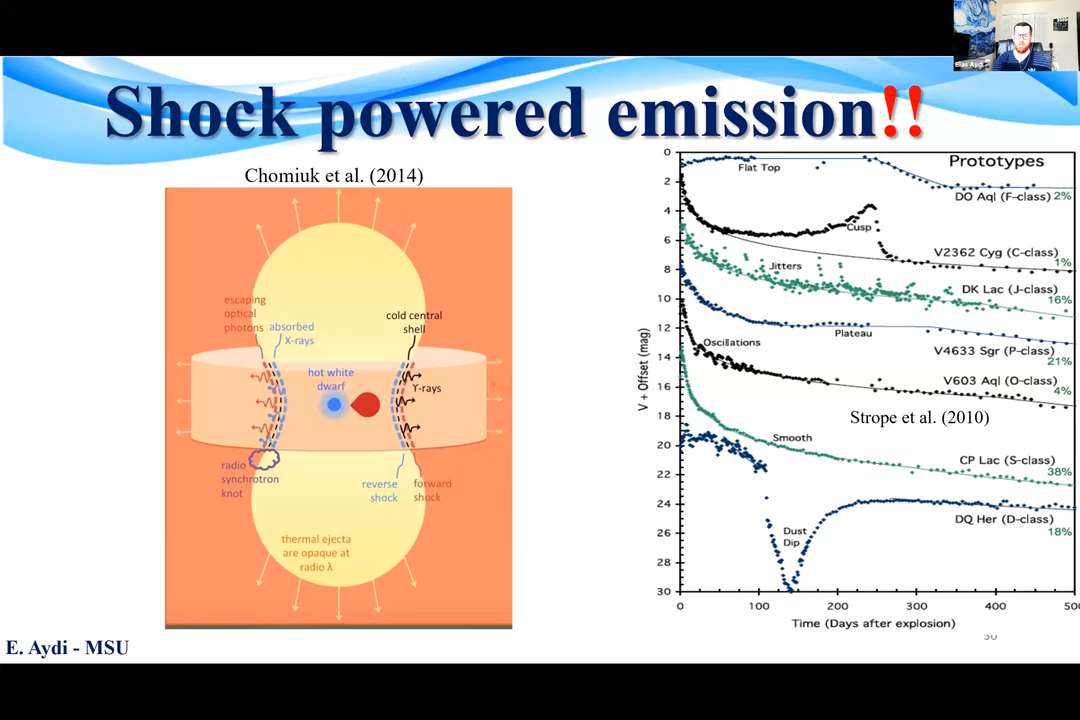 Elias Aydi
Shock powered emission!!
Chomiuk et al. (2014)
escaping
optical
photons
absorbed
X-rays
cold central
shell
hot white
dwarf
γ-rays
radio
synchrotron
knot
reverse
shock
forward
shock
thermal ejecta
are opaque at
radio λ
Prototypes
Flat Top
DO Aql (F-class) 2%
Cusp
V2362 Cyg (C-class)
1%
Jitters
DK Lac (J-class)
16%
Plateau
V4633 Sgr (P-class)
21%
Oscillations
V603 Aql (O-class)
4%
Strope et al. (2010)
Smooth
CP Lac (S-class)
38%
DQ Her (D-class)
18%
Dust
Dip
V + Offset (mag)
0
2
4
6
8
10
12
14
16
18
20
22
24
26
28
30
0 100 200 300 400 500
Time (Days after explosion)
E. Aydi - MSU